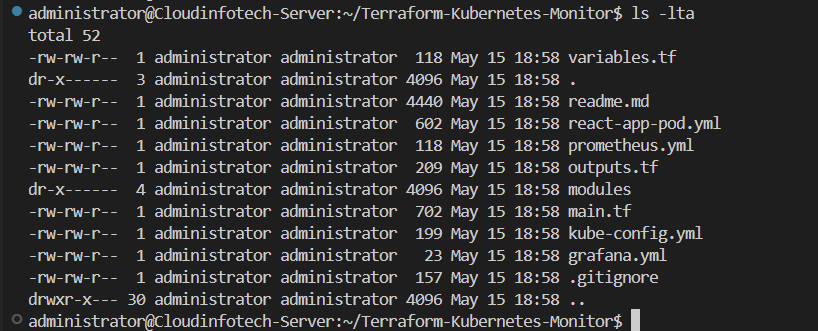 administrator@Cloudinfotech-Server:~/Terraform-Kubernetes-Monitor$ ls -lta
total 52
-rw-rw-r--  1 administrator administrator  118 May 15 18:58 variables.tf
dr-x------  3 administrator administrator 4096 May 15 18:58 .
-rw-rw-r--  1 administrator administrator 4440 May 15 18:58 readme.md
-rw-rw-r--  1 administrator administrator  602 May 15 18:58 react-app-pod.yml
-rw-rw-r--  1 administrator administrator  118 May 15 18:58 prometheus.yml
-rw-rw-r--  1 administrator administrator  209 May 15 18:58 outputs.tf
dr-x------  4 administrator administrator 4096 May 15 18:58 modules
-rw-rw-r--  1 administrator administrator  702 May 15 18:58 main.tf
-rw-rw-r--  1 administrator administrator  199 May 15 18:58 kube-config.yml
-rw-rw-r--  1 administrator administrator   23 May 15 18:58 grafana.yml
-rw-rw-r--  1 administrator administrator  157 May 15 18:58 .gitignore
drwxr-x--- 30 administrator administrator 4096 May 15 18:58 ..
administrator@Cloudinfotech-Server:~/Terraform-Kubernetes-Monitor$